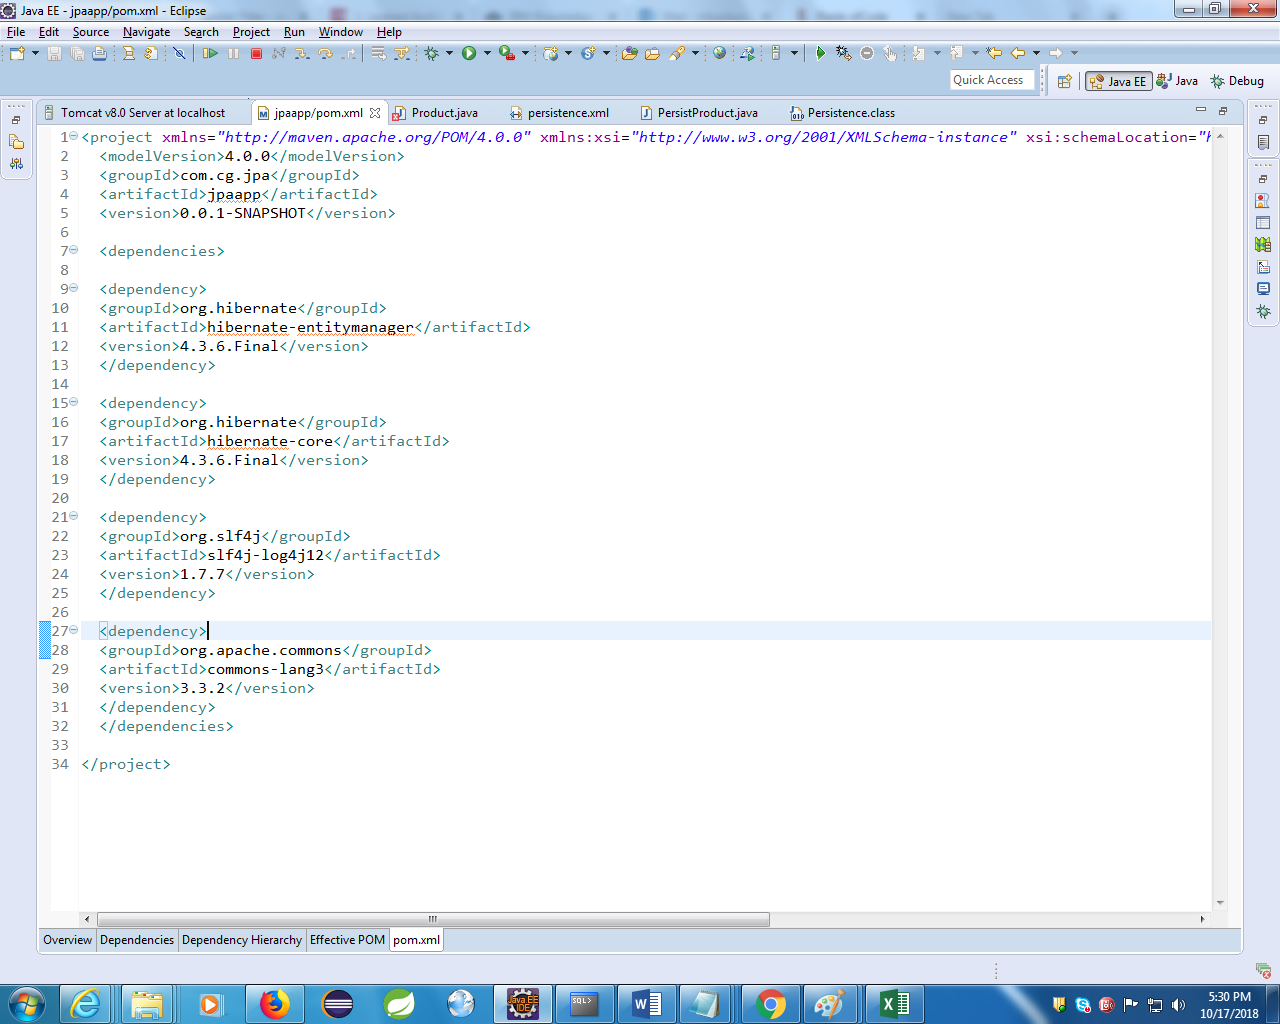 Java EE - jpaapp/pom.xml - Eclipse
File Edit Source Navigate Search Project Run Window Help
Quick Access Java EE Java Debug
Tomcat v8.0 Server at localhost jpaapp/pom.xml Product.java persistence.xml PersistProduct.java Persistence.class
1 <project xmlns="http://maven.apache.org/POM/4.0.0" xmlns:xsi="http://www.w3.org/2001/XMLSchema-instance" xsi:schemaLocation="
2 <modelVersion>4.0.0</modelVersion>
3 <groupId>com.cg.jpa</groupId>
4 <artifactId>jpaapp</artifactId>
5 <version>0.0.1-SNAPSHOT</version>
6
7 <dependencies>
8
9 <dependency>
10 <groupId>org.hibernate</groupId>
11 <artifactId>hibernate-entitymanager</artifactId>
12 <version>4.3.6.Final</version>
13 </dependency>
14
15 <dependency>
16 <groupId>org.hibernate</groupId>
17 <artifactId>hibernate-core</artifactId>
18 <version>4.3.6.Final</version>
19 </dependency>
20
21 <dependency>
22 <groupId>org.slf4j</groupId>
23 <artifactId>slf4j-log4j12</artifactId>
24 <version>1.7.7</version>
25 </dependency>
26
27 <dependency>
28 <groupId>org.apache.commons</groupId>
29 <artifactId>commons-lang3</artifactId>
30 <version>3.3.2</version>
31 </dependency>
32 </dependencies>
33
34 </project>
Overview Dependencies Dependency Hierarchy Effective POM pom.xml
Java EE IDE
SQL>
5:30 PM
10/17/2018